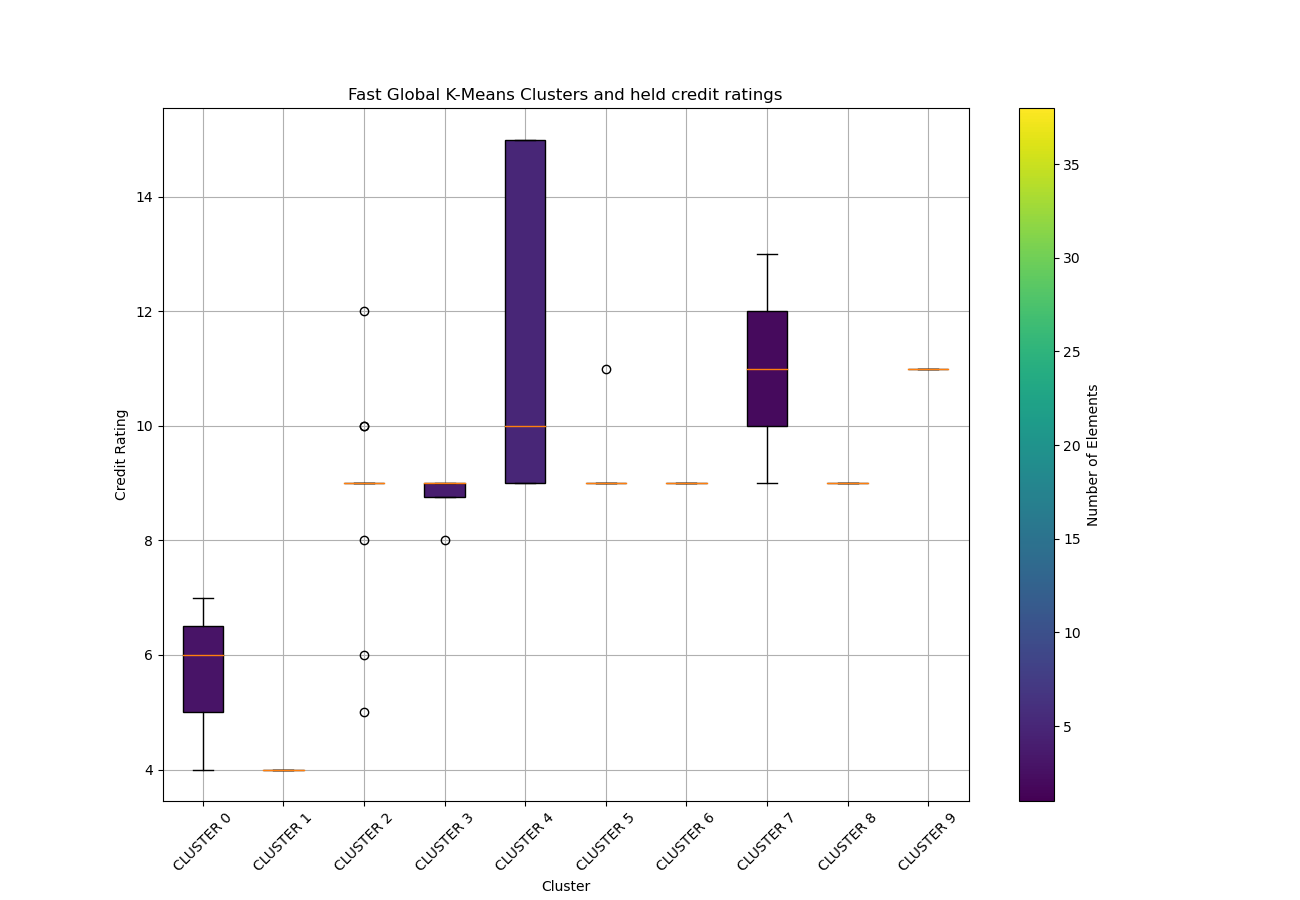 Fast Global K-Means Clusters and held credit ratings
14
12
10
8
6
4
Credit Rating
CLUSTER 0
CLUSTER 1
CLUSTER 2
CLUSTER 3
CLUSTER 4
CLUSTER 5
CLUSTER 6
CLUSTER 7
CLUSTER 8
CLUSTER 9
Cluster
35
30
25
20
15
10
5
Number of Elements